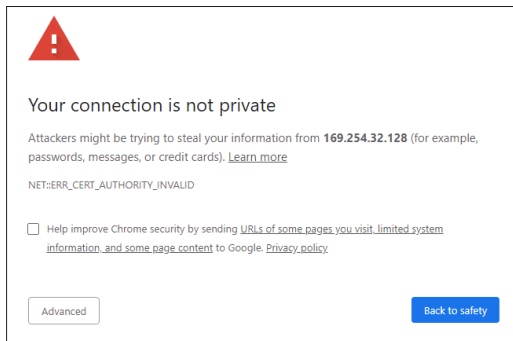 Your connection is not private
Attackers might be trying to steal your information from 169.254.32.128 (for example,
passwords, messages, or credit cards). Learn more
NET::ERR_CERT_AUTHORITY_INVALID
Help improve Chrome security by sending URLs of some pages you visit, limited system
information, and some page content to Google. Privacy policy
Advanced
Back to safety